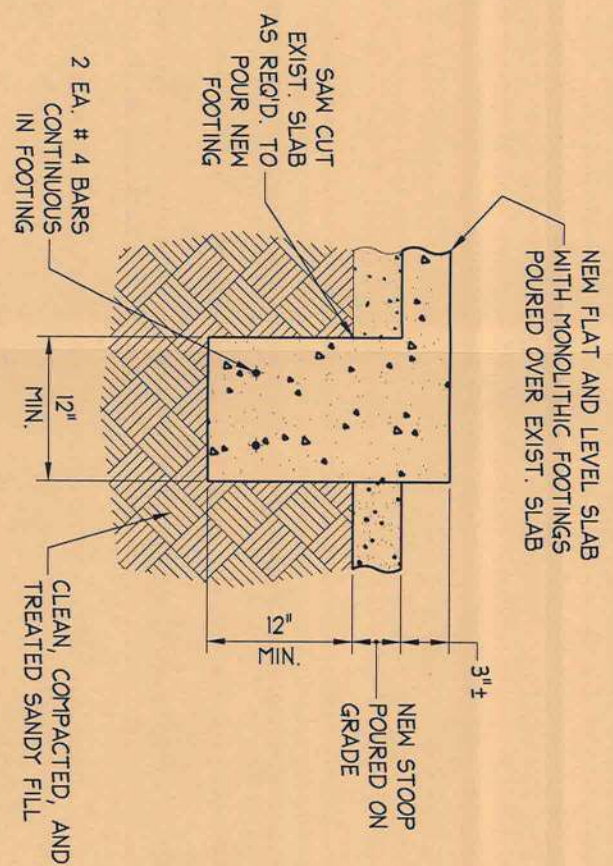 NEW FLAT AND LEVEL SLAB
WITH MONOLITHIC FOOTINGS
POURED OVER EXIST. SLAB
SAW CUT
EXIST. SLAB
AS REQ'D. TO
POUR NEW
FOOTING
2 EA. # 4 BARS
CONTINUOUS
IN FOOTING
12"
MIN.
3"±
NEW STOOP
POURED ON
GRADE
12"
MIN.
CLEAN, COMPACTED, AND
TREATED SANDY FILL